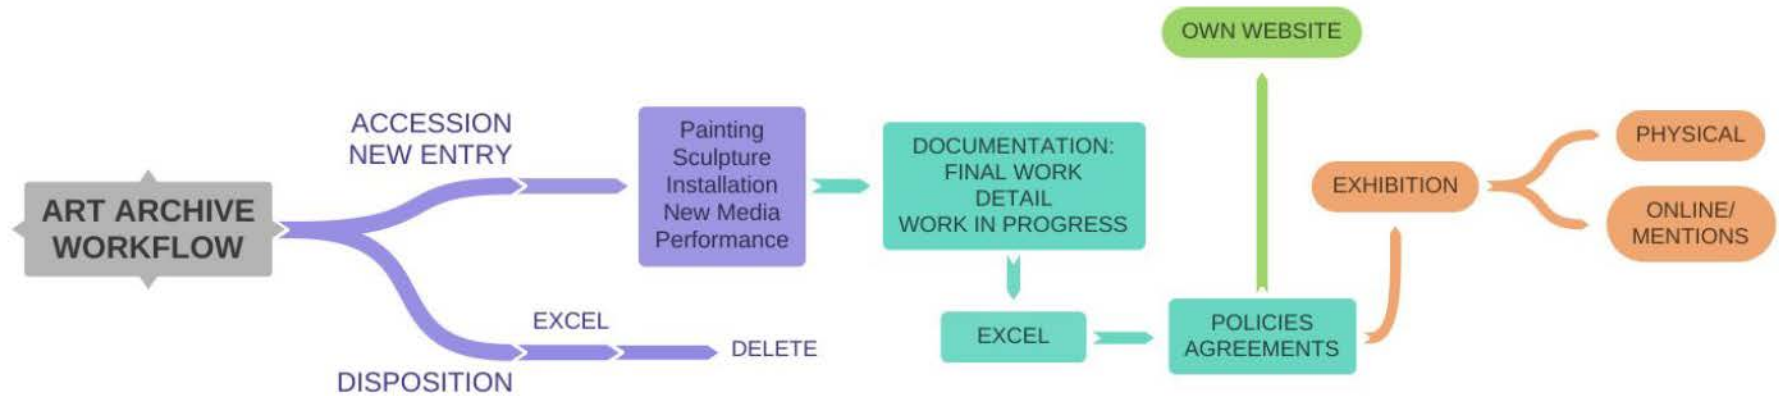 ART ARCHIVE
WORKFLOW
ACCESSION
NEW ENTRY
Painting
Sculpture
Installation
New Media
Performance
DOCUMENTATION:
FINAL WORK
DETAIL
WORK IN PROGRESS
EXCEL
POLICIES
AGREEMENTS
OWN WEBSITE
EXHIBITION
PHYSICAL
ONLINE/
MENTIONS
DISPOSITION
EXCEL
DELETE